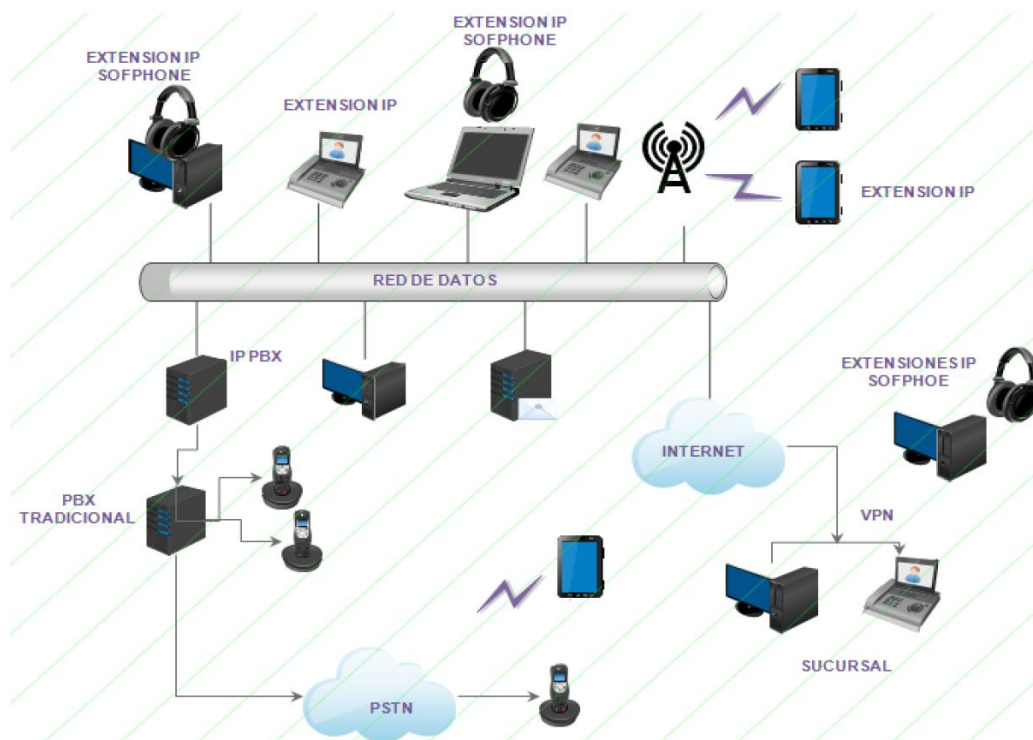 EXTENSION IP
SOFPHONE
EXTENSION IP
SOFPHONE
EXTENSION IP
EXTENSION IP
RED DE DATOS
IP PBX
EXTENSIONES IP
SOFPHOE
INTERNET
PBX
TRADICIONAL
VPN
SUCURSAL
PSTN